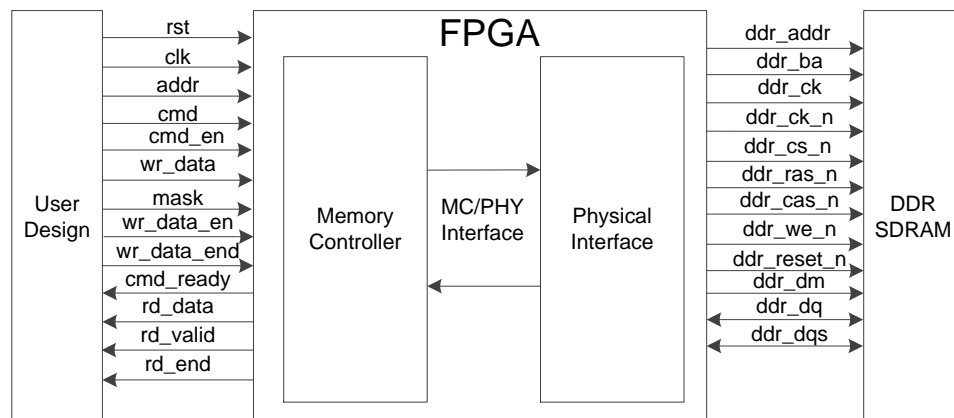 FPGA
User
Design
rst
clk
addr
cmd
cmd_en
wr_data
mask
wr_data_en
wr_data_end
cmd_ready
rd_data
rd_valid
rd_end
Memory
Controller
MC/PHY
Interface
Physical
Interface
ddr_addr
ddr_ba
ddr_ck
ddr_ck_n
ddr_cs_n
ddr_ras_n
ddr_cas_n
ddr_we_n
ddr_reset_n
ddr_dm
ddr_dq
ddr_dqs
DDR
SDRAM